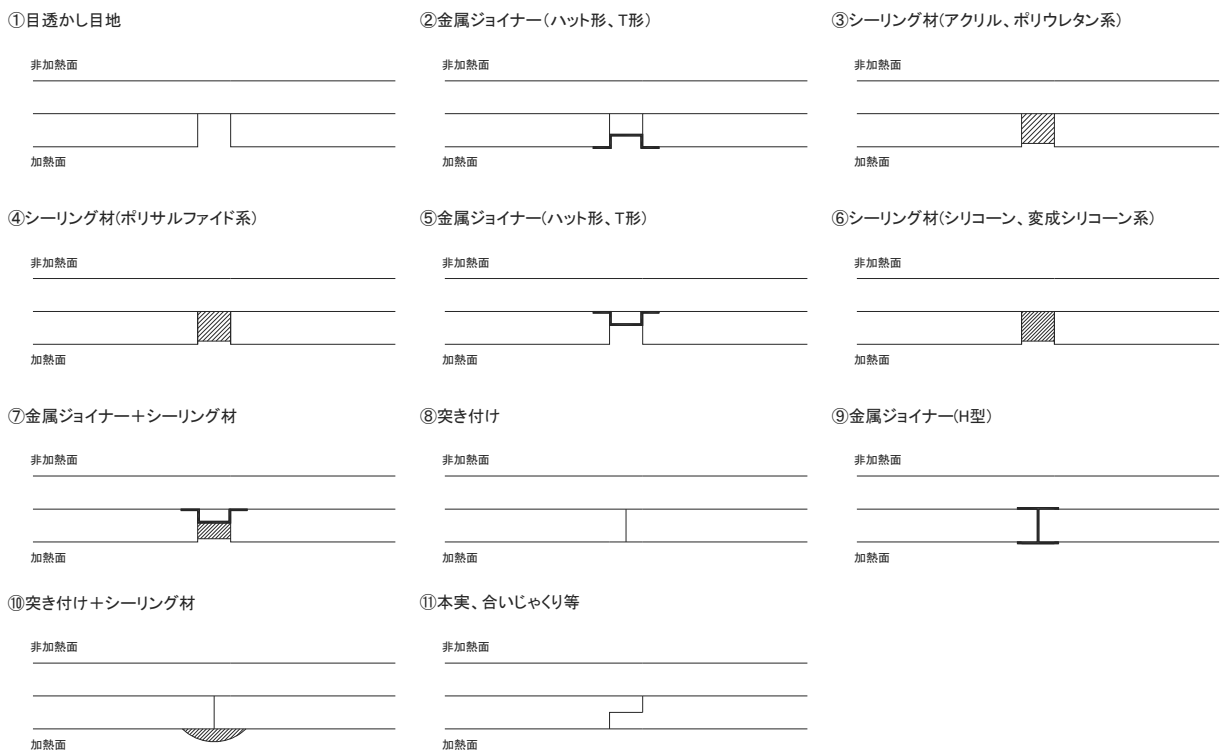 ①目透かし目地
②金属ジョイナー(ハット形、T形)
③シーリング材(アクリル、ポリウレタン系)
非加熱面
非加熱面
非加熱面
加熱面
加熱面
加熱面
④シーリング材(ポリサルファイド系)
⑤金属ジョイナー(ハット形、T形)
⑥シーリング材(シリコーン、変成シリコーン系)
非加熱面
非加熱面
非加熱面
加熱面
加熱面
加熱面
⑦金属ジョイナー＋シーリング材
⑧突き付け
⑨金属ジョイナー(H型)
非加熱面
非加熱面
非加熱面
加熱面
加熱面
加熱面
⑩突き付け＋シーリング材
⑪本実、合いじゃくり等
非加熱面
非加熱面
加熱面
加熱面